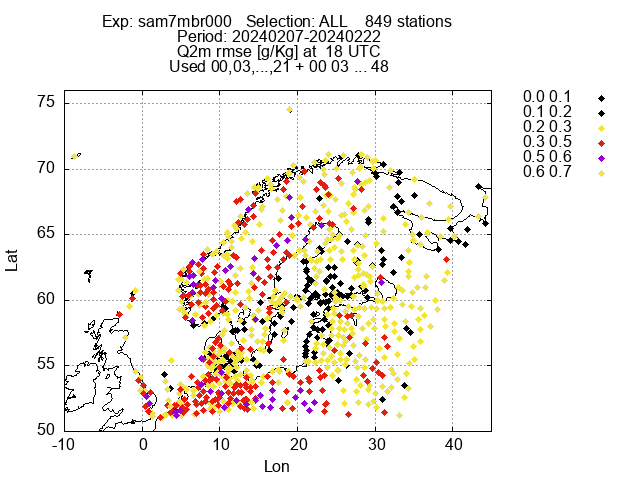 Exp: sam7mbr000   Selection: ALL    849 stations
Period: 20240207-20240222
Q2m rmse [g/Kg] at  18 UTC
Used 00,03,...,21 + 00 03 ... 48
0.0 0.1
0.1 0.2
0.2 0.3
0.3 0.5
0.5 0.6
0.6 0.7
75
70
65
60
55
50
Lat
-10 0 10 20 30 40
Lon